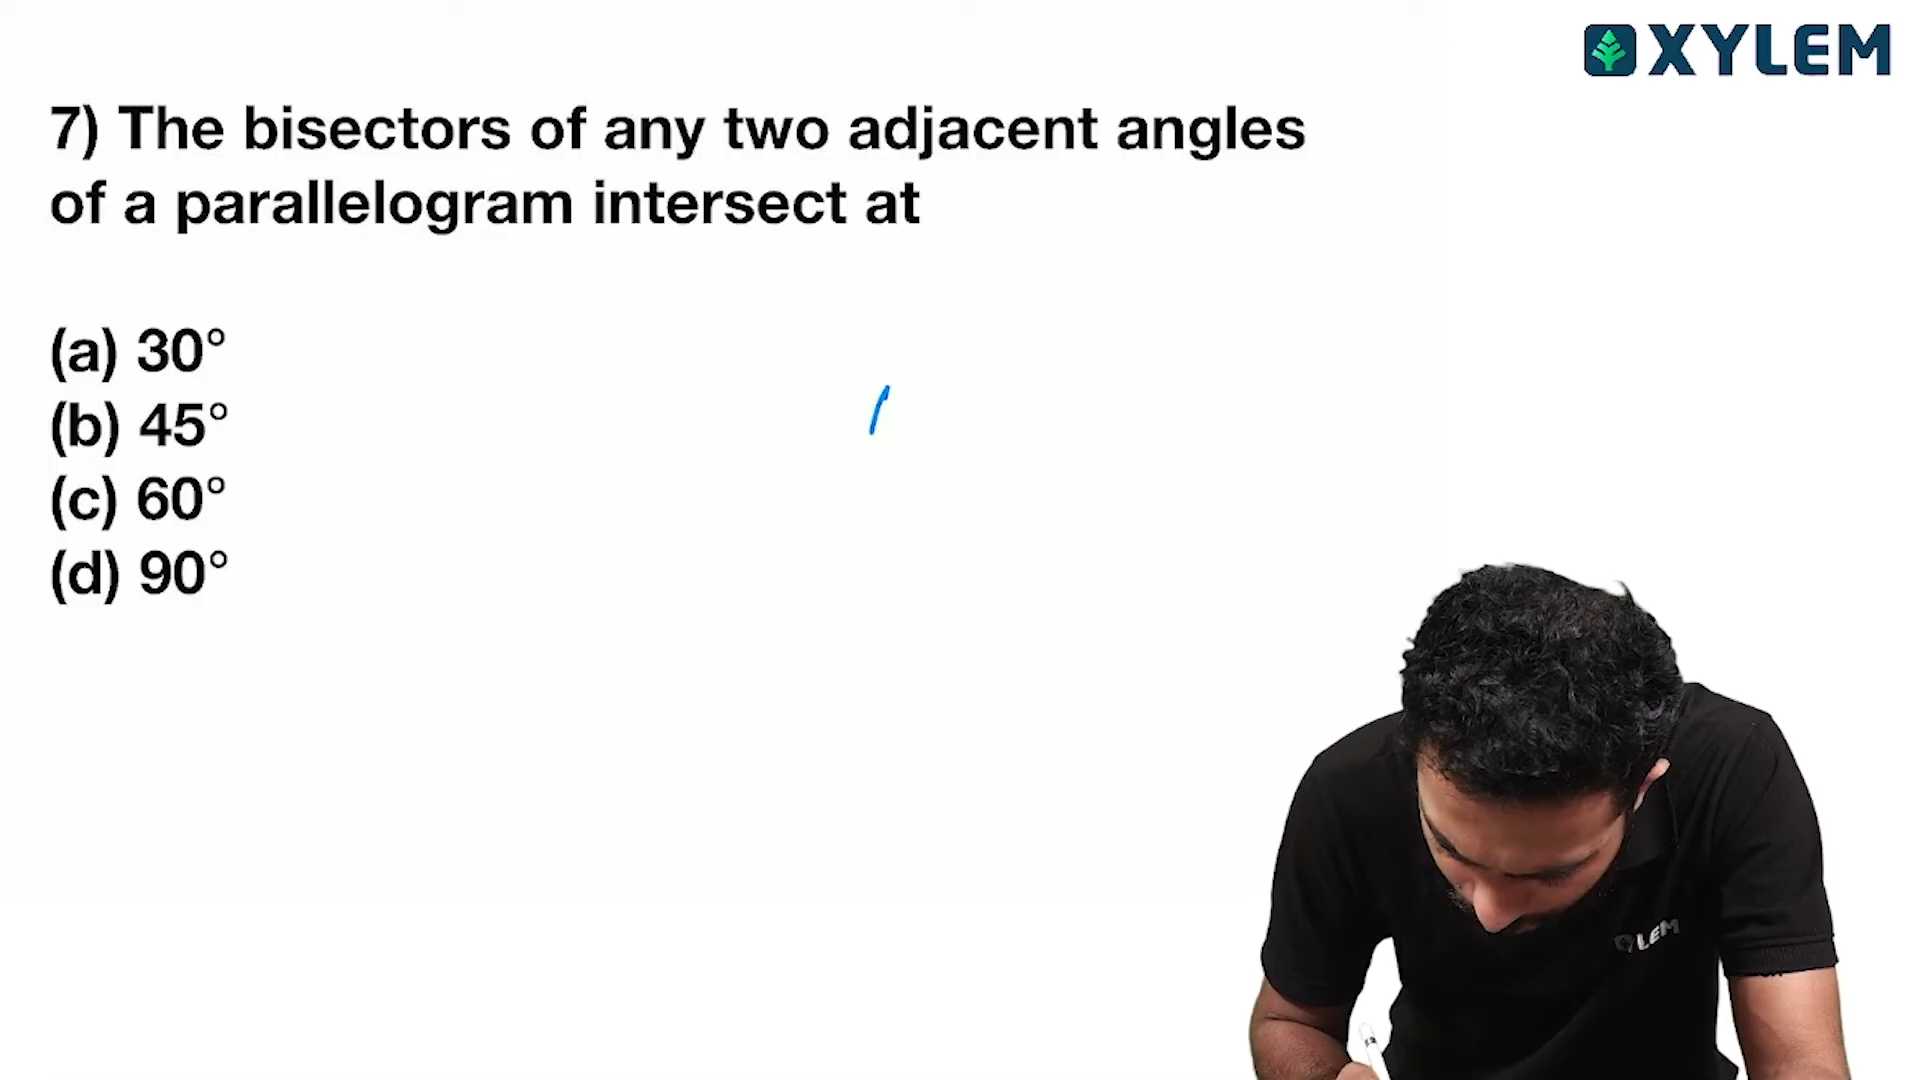 XYLEM
7) The bisectors of any two adjacent angles
of a parallelogram intersect at
(a) 30°
(b) 45°
(c) 60°
(d) 90°